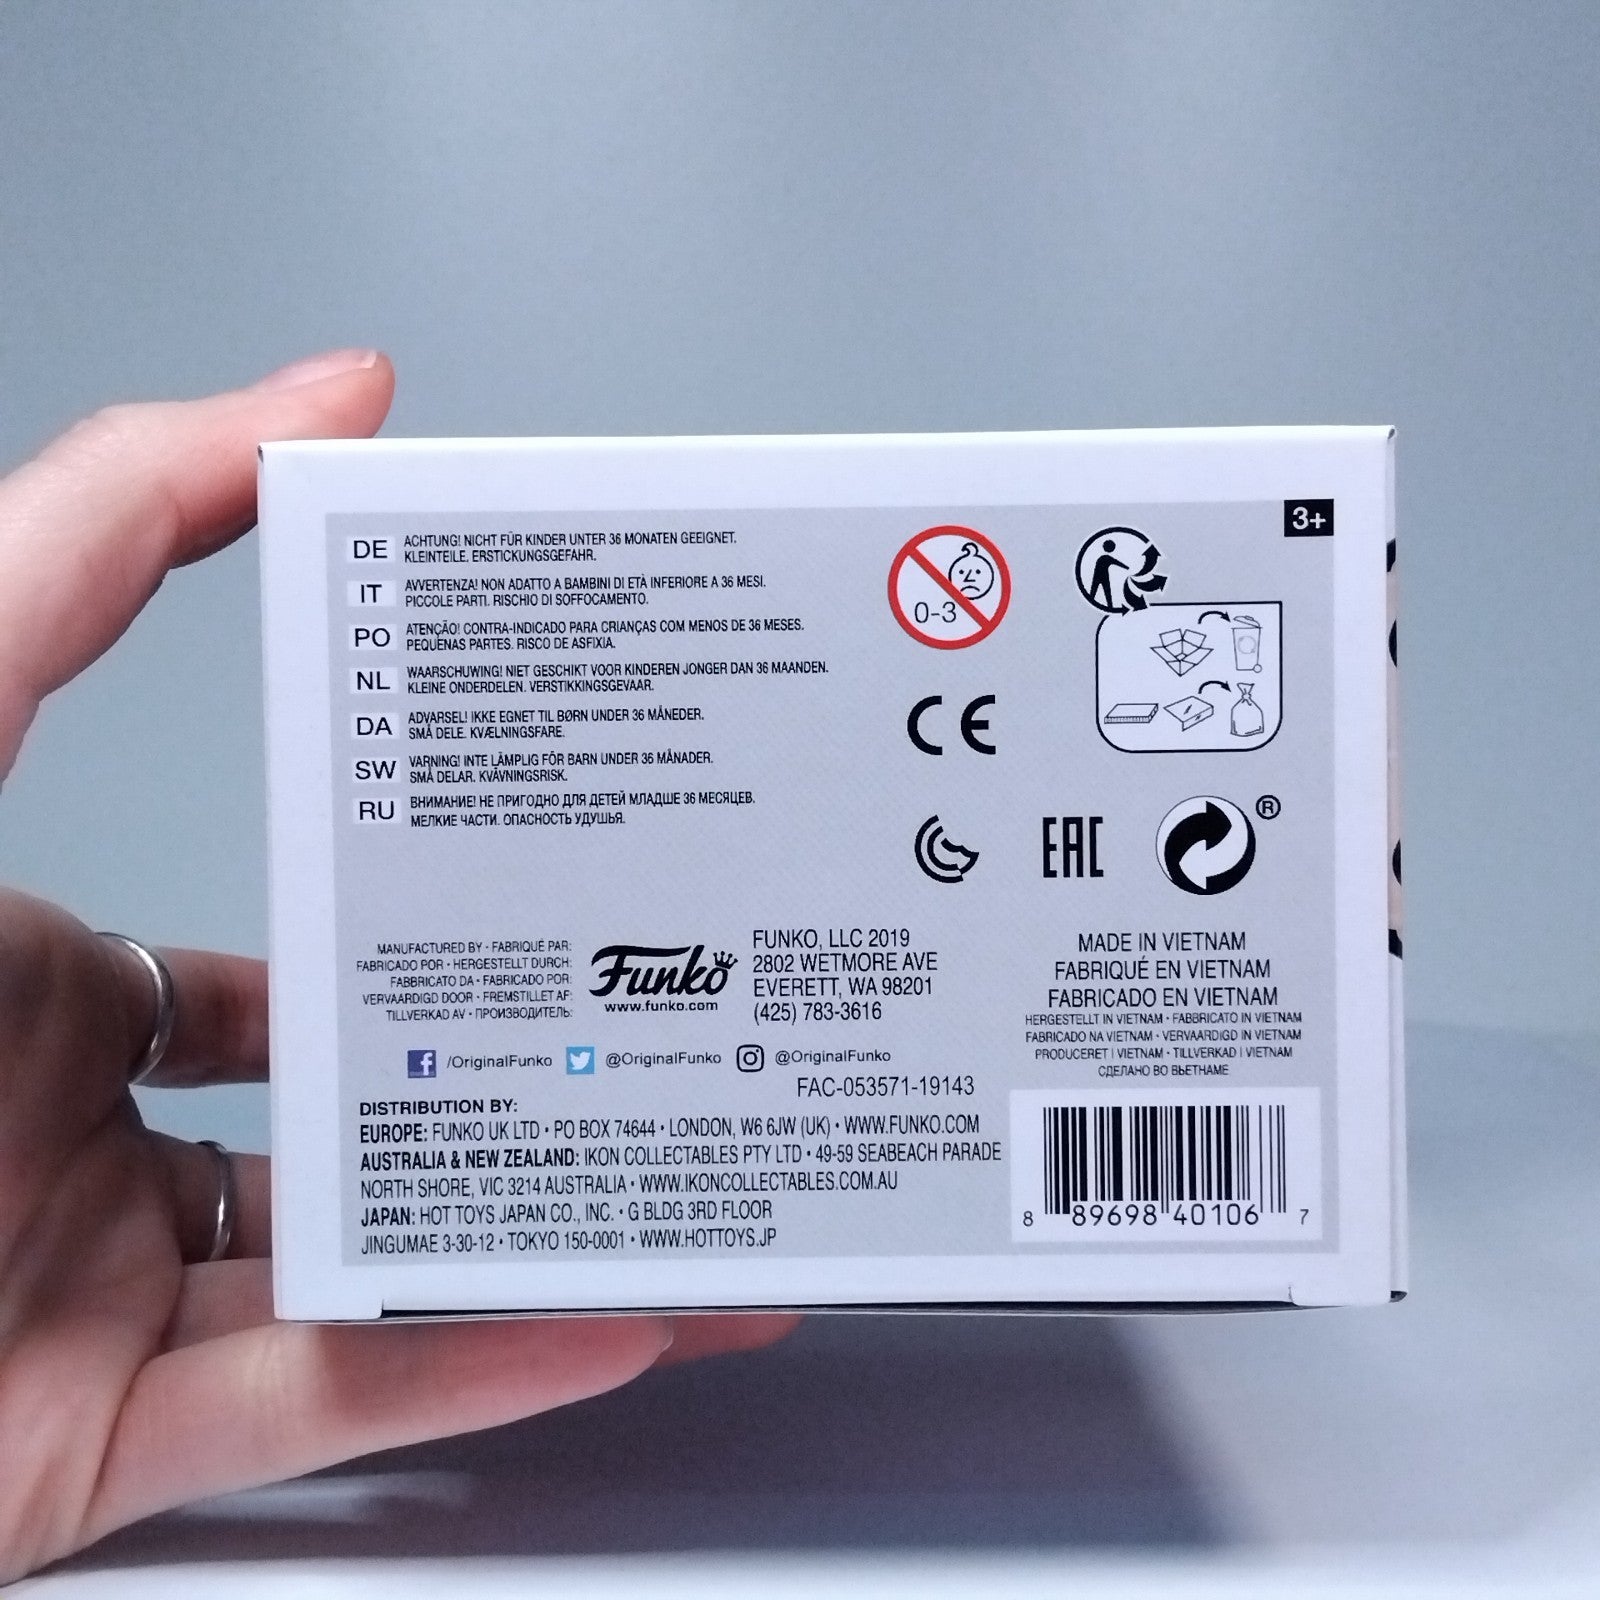 3+
DE ACHTUNG! NICHT FÜR KINDER UNTER 36 MONATEN GEEIGNET.
KLEINTEILE. ERSTICKUNGSGEFAHR.
IT AVVERTENZA! NON ADATTO A BAMBINI DI ETÀ INFERIORE A 36 MESI.
PICCOLE PARTI. RISCHIO DI SOFFOCAMENTO.
PO ATENÇÃO! CONTRA-INDICADO PARA CRIANÇAS COM MENOS DE 36 MESES.
PEQUENAS PARTES. RISCO DE ASFIXIA.
NL WAARSCHUWING! NIET GESCHIKT VOOR KINDEREN JONGER DAN 36 MAANDEN.
KLEINE ONDERDELEN. VERSTIKKINGSGEVAAR.
DA ADVARSEL! IKKE EGNET TIL BØRN UNDER 36 MÅNEDER.
SMÅ DELE. KVÆLNINGSFARE.
SW VARNING! INTE LÄMPLIG FÖR BARN UNDER 36 MÅNADER.
SMÅ DELAR. KVÄVNINGSRISK.
RU ВНИМАНИЕ! НЕ ПРИГОДНО ДЛЯ ДЕТЕЙ МЛАДШЕ 36 МЕСЯЦЕВ.
МЕЛКИЕ ЧАСТИ. ОПАСНОСТЬ УДУШЬЯ.
0-3
CE
EAC
®
MANUFACTURED BY • FABRIQUÉ PAR:
FABRICADO POR • HERGESTELLT DURCH:
FABBRICATO DA • FABRICADO POR:
VERVAARDIGD DOOR • FREMSTILLET AF:
TILLVERKAD AV • ПРОИЗВОДИТЕЛЬ:
Funko
www.funko.com
FUNKO, LLC 2019
2802 WETMORE AVE
EVERETT, WA 98201
(425) 783-3616
MADE IN VIETNAM
FABRIQUÉ EN VIETNAM
FABRICADO EN VIETNAM
HERGESTELLT IN VIETNAM • FABBRICATO IN VIETNAM
FABRICADO NA VIETNAM • VERVAARDIGD IN VIETNAM
PRODUCERET I VIETNAM • TILLVERKAD I VIETNAM
СДЕЛАНО ВО ВЬЕТНАМЕ
/OriginalFunko @OriginalFunko @OriginalFunko
FAC-053571-19143
DISTRIBUTION BY:
EUROPE: FUNKO UK LTD • PO BOX 74644 • LONDON, W6 6JW (UK) • WWW.FUNKO.COM
AUSTRALIA & NEW ZEALAND: IKON COLLECTABLES PTY LTD • 49-59 SEABEACH PARADE
NORTH SHORE, VIC 3214 AUSTRALIA • WWW.IKONCOLLECTABLES.COM.AU
JAPAN: HOT TOYS JAPAN CO., INC. • G BLDG 3RD FLOOR
JINGUMAE 3-30-12 • TOKYO 150-0001 • WWW.HOTTOYS.JP
8 89698 40106 7